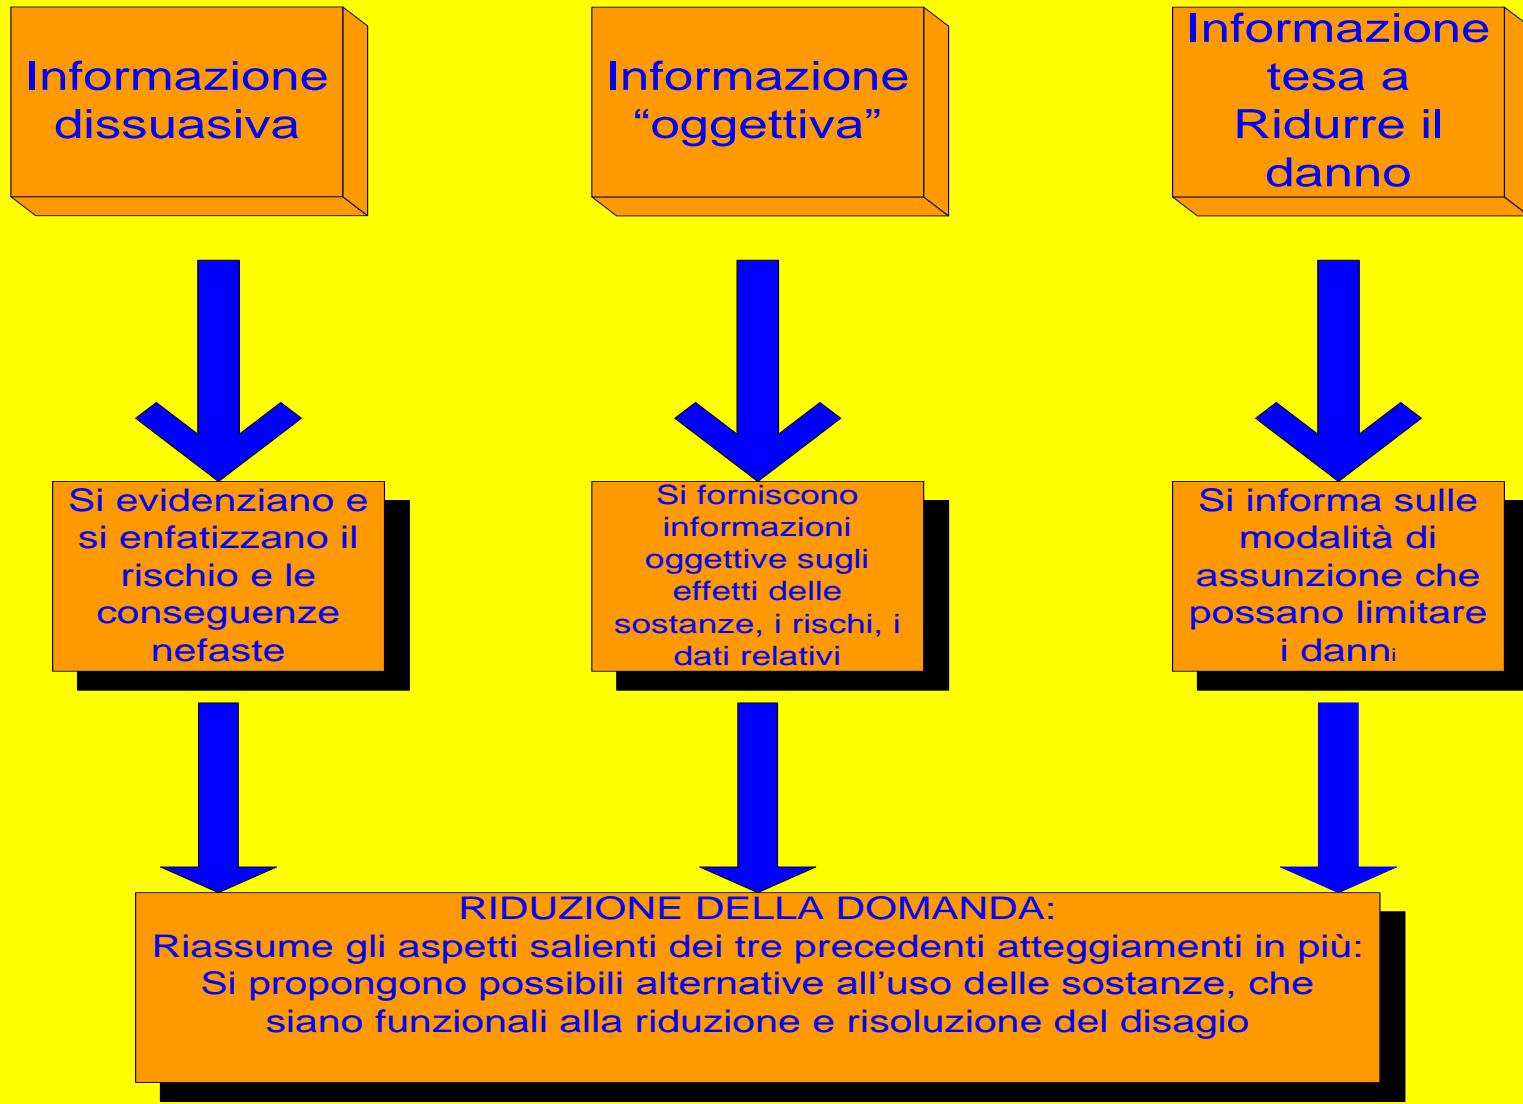 Informazione
dissuasiva
Informazione
“oggettiva”
Informazione
tesa a
Ridurre il
danno
Si evidenziano e
si enfatizzano il
rischio e le
conseguenze
nefaste
Si forniscono
informazioni
oggettive sugli
effetti delle
sostanze, i rischi, i
dati relativi
Si informa sulle
modalità di
assunzione che
possano limitare
i danni
RIDUZIONE DELLA DOMANDA:
Riassume gli aspetti salienti dei tre precedenti atteggiamenti in più:
Si propongono possibili alternative all’uso delle sostanze, che
siano funzionali alla riduzione e risoluzione del disagio